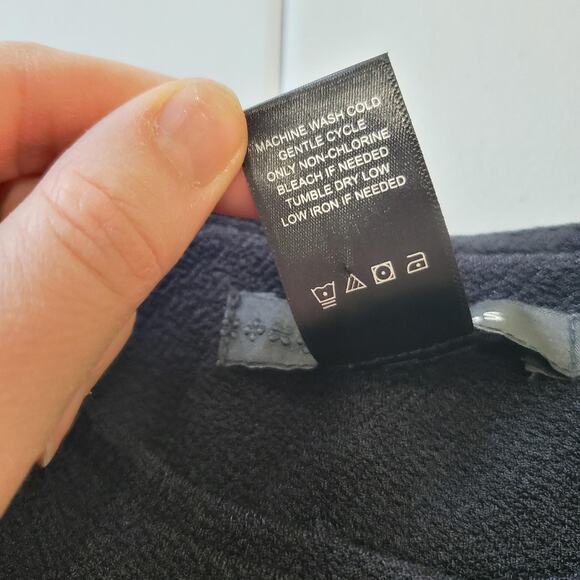 MACHINE WASH COLD
GENTLE CYCLE
ONLY NON-CHLORINE
BLEACH IF NEEDED
TUMBLE DRY LOW
LOW IRON IF NEEDED
S